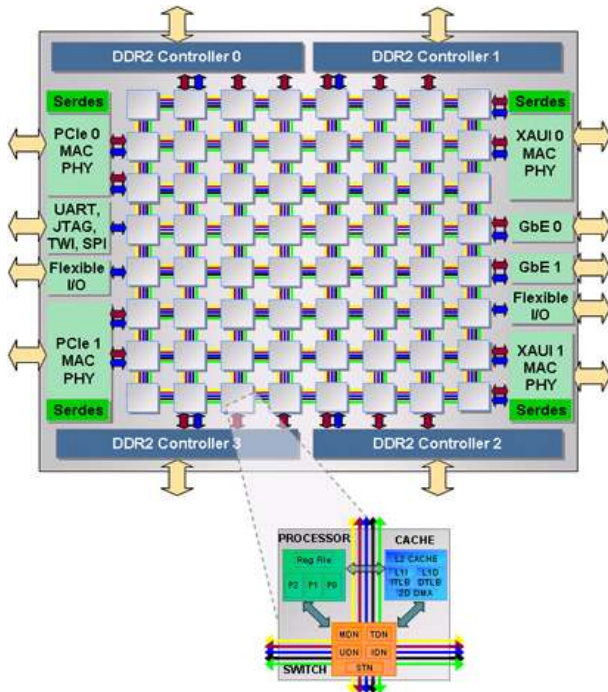 DDR2 Controller 0
DDR2 Controller 1
Serdes
PCIe 0
MAC
PHY
UART,
JTAG,
TWI, SPI
Flexible
I/O
PCIe 1
MAC
PHY
Serdes
Serdes
XAUI 0
MAC
PHY
GbE 0
GbE 1
Flexible
I/O
XAUI 1
MAC
PHY
Serdes
DDR2 Controller 3
DDR2 Controller 2
PROCESSOR
Reg File
P2 P1 P0
CACHE
L2 CACHE
L1I L1D
ITLB DTLB
2D DMA
MDN TDN
UDN IDN
STN
SWITCH